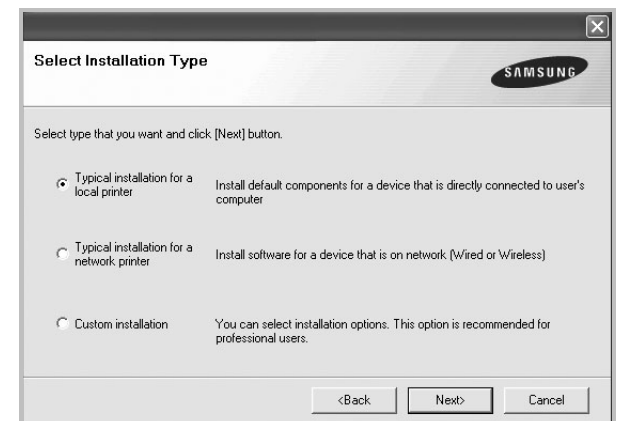 Select Installation Type
SAMSUNG
Select type that you want and click [Next] button.
Typical installation for a
local printer
Install default components for a device that is directly connected to user's
computer
Typical installation for a
network printer
Install software for a device that is on network (Wired or Wireless)
Custom installation
You can select installation options. This option is recommended for
professional users.
<Back
Next>
Cancel